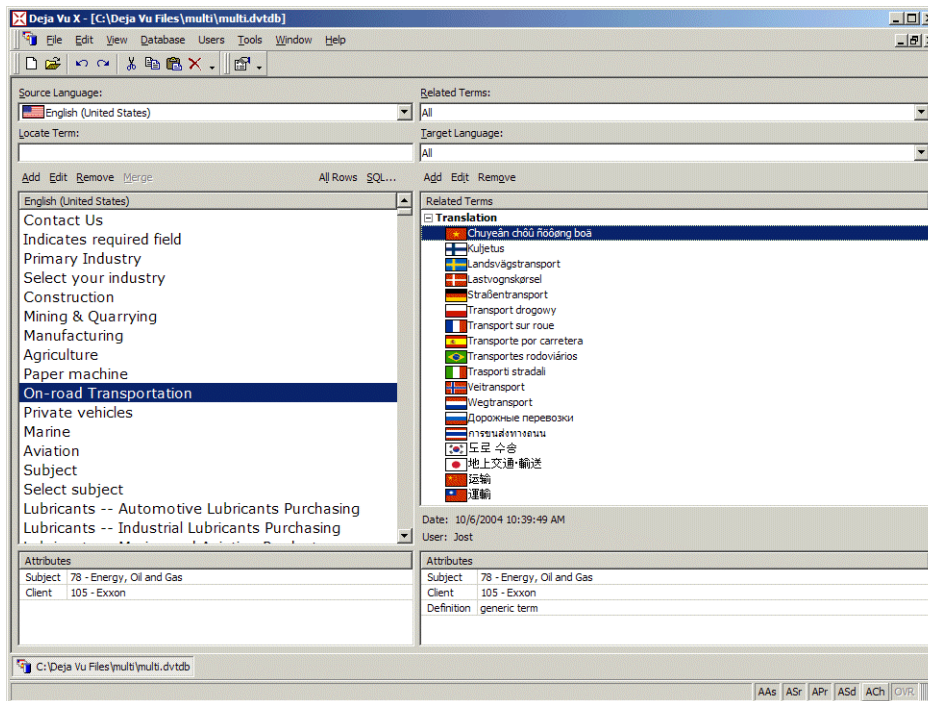 Deja Vu X - [C:\Deja Vu Files\multi\multi.dvtdb]
File Edit View Database Users Tools Window Help
Source Language:
English (United States)
Locate Term:
Add Edit Remove Merge All Rows SQL...
English (United States)
Contact Us
Indicates required field
Primary Industry
Select your industry
Construction
Mining & Quarrying
Manufacturing
Agriculture
Paper machine
On-road Transportation
Private vehicles
Marine
Aviation
Subject
Select subject
Lubricants -- Automotive Lubricants Purchasing
Lubricants -- Industrial Lubricants Purchasing
Attributes
Subject 78 - Energy, Oil and Gas
Client 105 - Exxon
Related Terms:
All
Target Language:
All
Add Edit Remove
Related Terms
Translation
Chuyeân chôû ñöôøng boä
Kuljetus
Landsvägstransport
Lastvognskørsel
Straßentransport
Transport drogowy
Transport sur roue
Transporte por carretera
Transportes rodoviários
Trasporti stradali
Veitransport
Wegtransport
Дорожные перевозки
การขนส่งทางถนน
도로 수송
地上交通・輸送
运输
運輸
Date: 10/6/2004 10:39:49 AM
User: Jost
Attributes
Subject 78 - Energy, Oil and Gas
Client 105 - Exxon
Definition generic term
C:\Deja Vu Files\multi\multi.dvtdb
AAs ASr APr ASd ACh OVR